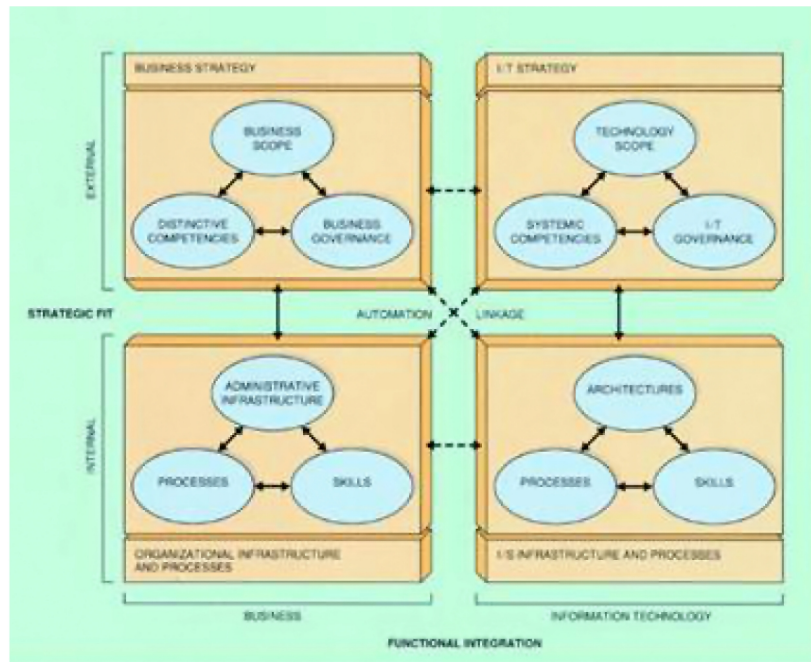 BUSINESS STRATEGY
I/T STRATEGY
EXTERNAL
BUSINESS
SCOPE
TECHNOLOGY
SCOPE
DISTINCTIVE
COMPETENCIES
BUSINESS
GOVERNANCE
SYSTEMIC
COMPETENCIES
I/T
GOVERNANCE
STRATEGIC FIT
AUTOMATION
LINKAGE
INTERNAL
ADMINISTRATIVE
INFRASTRUCTURE
ARCHITECTURES
PROCESSES
SKILLS
PROCESSES
SKILLS
ORGANIZATIONAL INFRASTRUCTURE
AND PROCESSES
I/S INFRASTRUCTURE AND PROCESSES
BUSINESS
INFORMATION TECHNOLOGY
FUNCTIONAL INTEGRATION